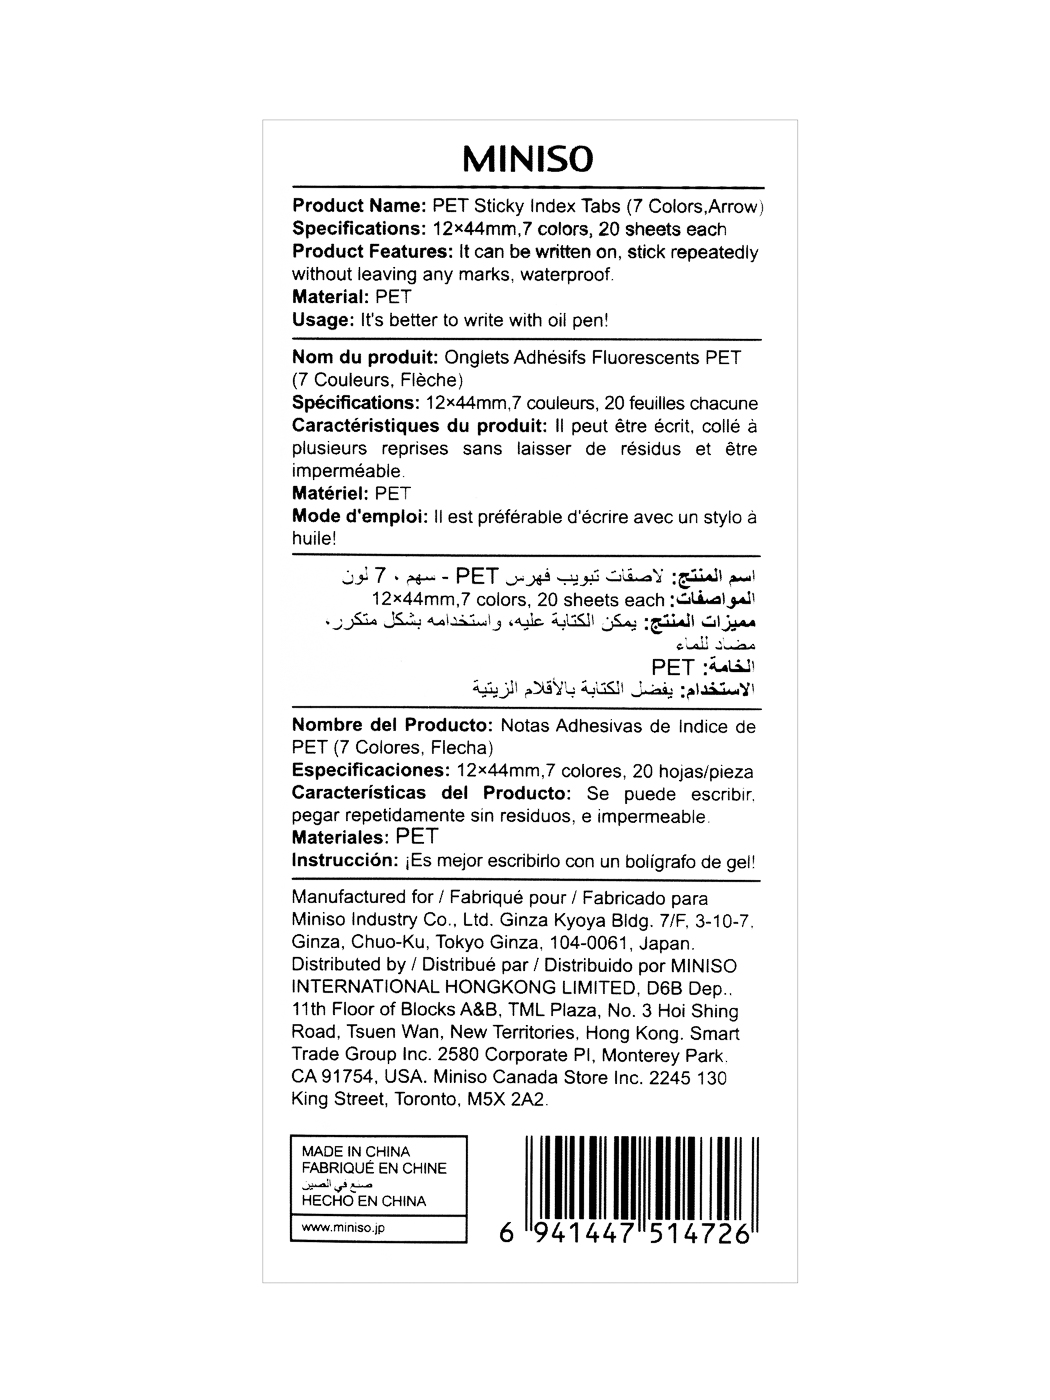 MINISO
Product Name: PET Sticky Index Tabs (7 Colors,Arrow)
Specifications: 12×44mm,7 colors, 20 sheets each
Product Features: It can be written on, stick repeatedly
without leaving any marks, waterproof.
Material: PET
Usage: It's better to write with oil pen!
Nom du produit: Onglets Adhésifs Fluorescents PET
(7 Couleurs, Flèche)
Spécifications: 12×44mm,7 couleurs, 20 feuilles chacune
Caractéristiques du produit: Il peut être écrit, collé à
plusieurs reprises sans laisser de résidus et être
imperméable.
Matériel: PET
Mode d'emploi: Il est préférable d'écrire avec un stylo à
huile!
اسم المنتج: لاصقات تبويب فهرس PET - سهم ، 7 لون
المواصفات: 12×44mm,7 colors, 20 sheets each
مميزات المنتج: يمكن الكتابة عليه، واستخدامه بشكل متكرر،
مضاد للماء
الخامة: PET
الاستخدام: يفضل الكتابة بالأقلام الزيتية
Nombre del Producto: Notas Adhesivas de Indice de
PET (7 Colores, Flecha)
Especificaciones: 12×44mm,7 colores, 20 hojas/pieza
Características del Producto: Se puede escribir,
pegar repetidamente sin residuos, e impermeable.
Materiales: PET
Instrucción: ¡Es mejor escribirlo con un bolígrafo de gel!
Manufactured for / Fabriqué pour / Fabricado para
Miniso Industry Co., Ltd. Ginza Kyoya Bldg. 7/F, 3-10-7,
Ginza, Chuo-Ku, Tokyo Ginza, 104-0061, Japan.
Distributed by / Distribué par / Distribuido por MINISO
INTERNATIONAL HONGKONG LIMITED, D6B Dep.,
11th Floor of Blocks A&B, TML Plaza, No. 3 Hoi Shing
Road, Tsuen Wan, New Territories, Hong Kong. Smart
Trade Group Inc. 2580 Corporate Pl, Monterey Park.
CA 91754, USA. Miniso Canada Store Inc. 2245 130
King Street, Toronto, M5X 2A2.
MADE IN CHINA
FABRIQUÉ EN CHINE
صنع في الصين
HECHO EN CHINA
www.miniso.jp
6 941447 514726